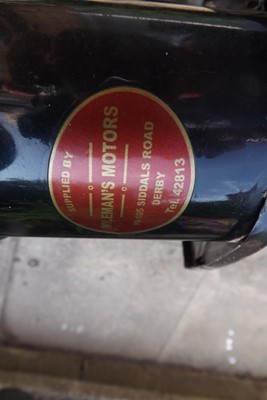 SUPPLIED BY
MOTORS
SIDDALS ROAD
DERBY
Tel. 42813